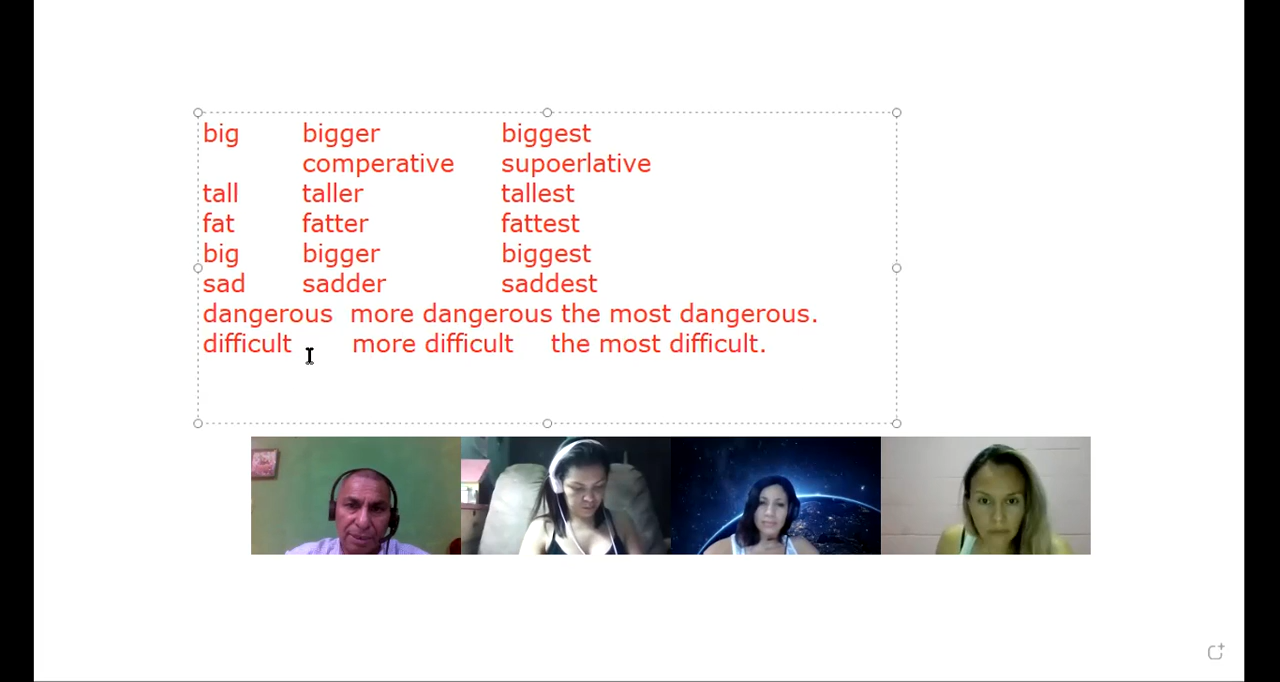 big bigger biggest
comperative supoerlative
tall taller tallest
fat fatter fattest
big bigger biggest
sad sadder saddest
dangerous more dangerous the most dangerous.
difficult more difficult the most difficult.